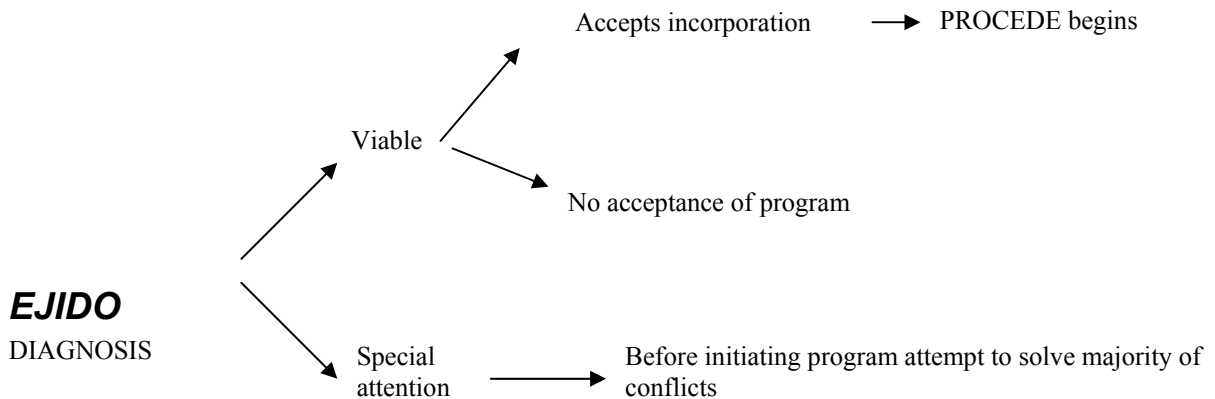 Accepts incorporation
PROCEDE begins
Viable
No acceptance of program
EJIDO
DIAGNOSIS
Special
attention
Before initiating program attempt to solve majority of
conflicts